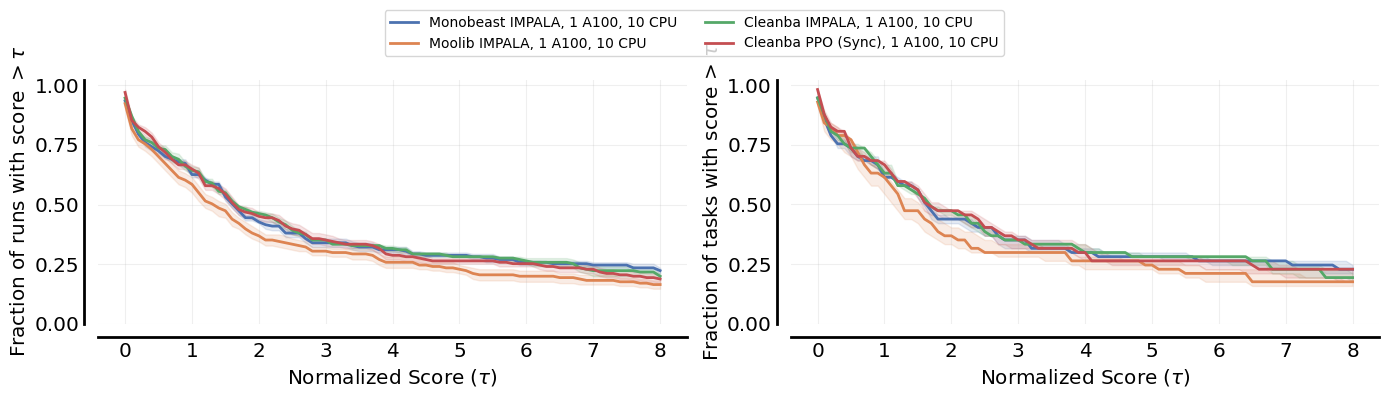 Monobeast IMPALA, 1 A100, 10 CPU
Moolib IMPALA, 1 A100, 10 CPU
Cleanba IMPALA, 1 A100, 10 CPU
Cleanba PPO (Sync), 1 A100, 10 CPU
Fraction of runs with score > τ
1.00
0.75
0.50
0.25
0.00
0 1 2 3 4 5 6 7 8
Normalized Score (τ)
Fraction of tasks with score > τ
1.00
0.75
0.50
0.25
0.00
0 1 2 3 4 5 6 7 8
Normalized Score (τ)